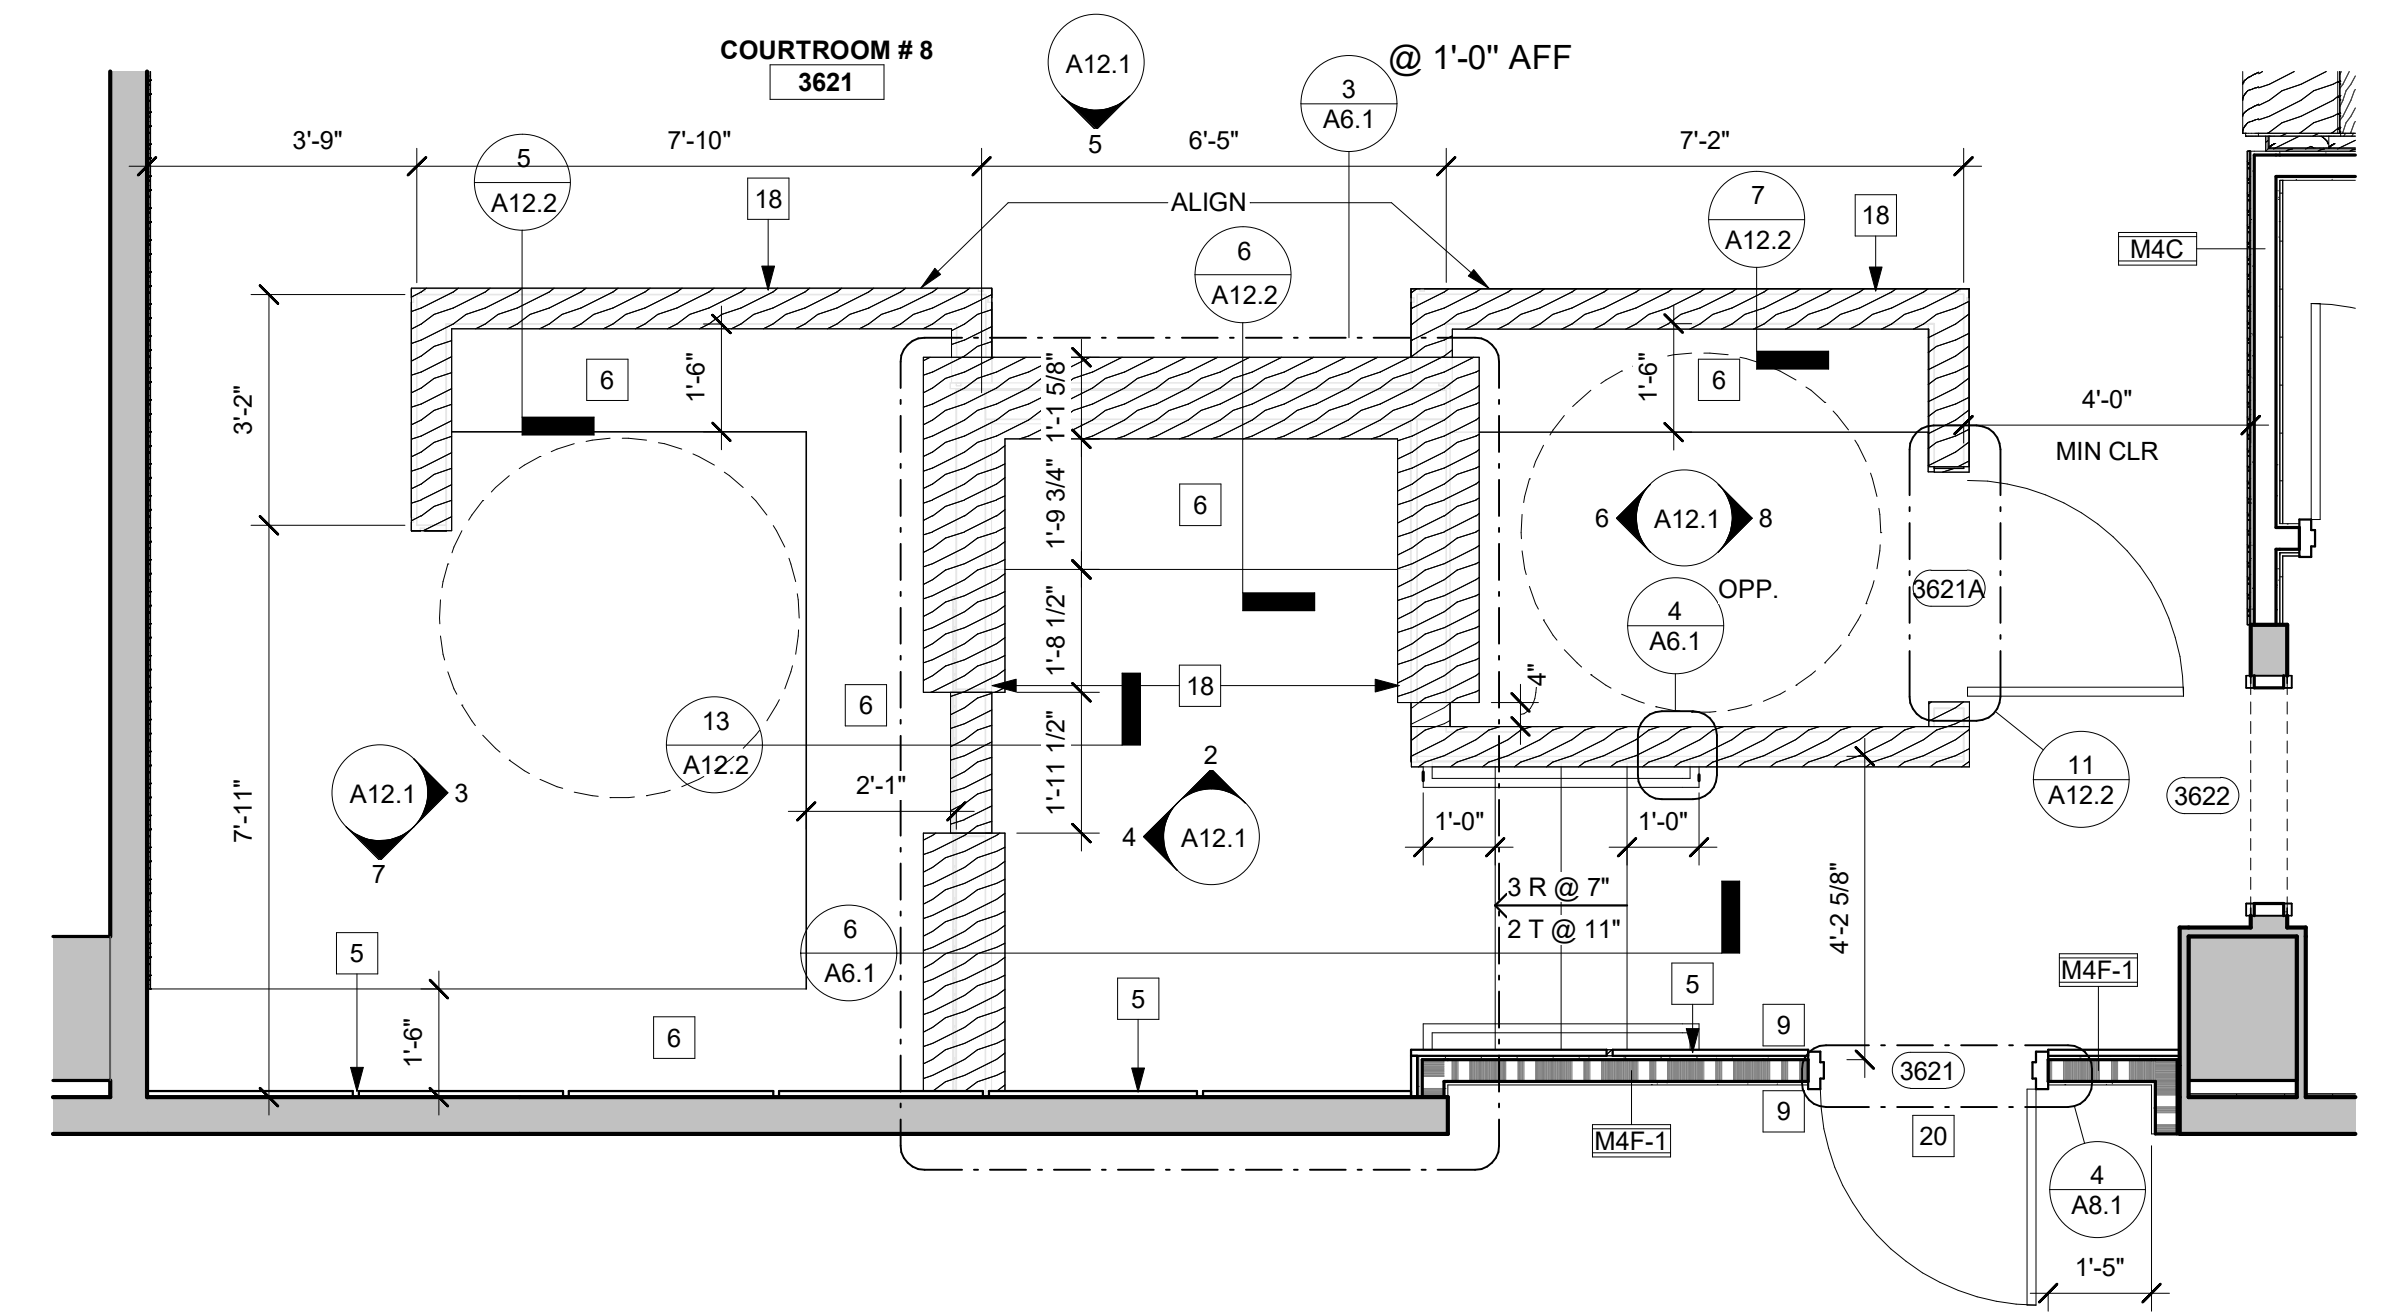 COURTROOM # 8
3621
A12.1
5
@ 1'-0" AFF
3
A6.1
3'-9"
7'-10"
6'-5"
7'-2"
5
A12.2
18
ALIGN
7
A12.2
18
6
A12.2
M4C
6
1'-6"
1'-1 5/8"
1'-6"
6
3'-2"
4'-0"
MIN CLR
1'-9 3/4"
6
6
A12.1
8
OPP.
4
A6.1
3621A
1'-8 1/2"
18
4"
6
13
A12.2
2'-1"
1'-11 1/2"
2
4
A12.1
A12.1
3
7
7'-11"
1'-0"
1'-0"
11
A12.2
3622
3 R @ 7"
2 T @ 11"
4'-2 5/8"
6
A6.1
5
5
5
M4F-1
1'-6"
6
9
3621
9
M4F-1
20
4
A8.1
1'-5"